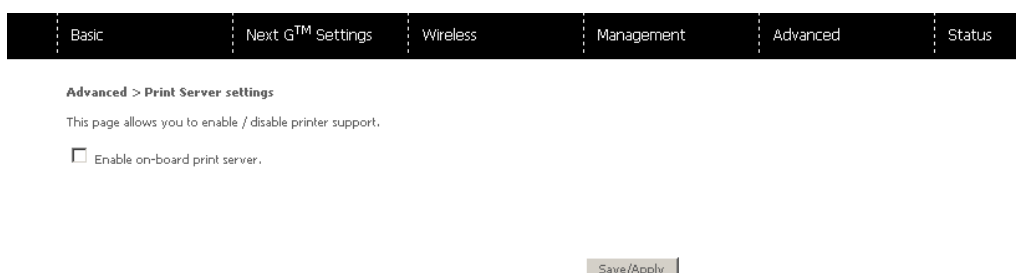 Basic Next G™ Settings Wireless Management Advanced Status
Advanced > Print Server settings
This page allows you to enable / disable printer support.
Enable on-board print server.
Save/Apply